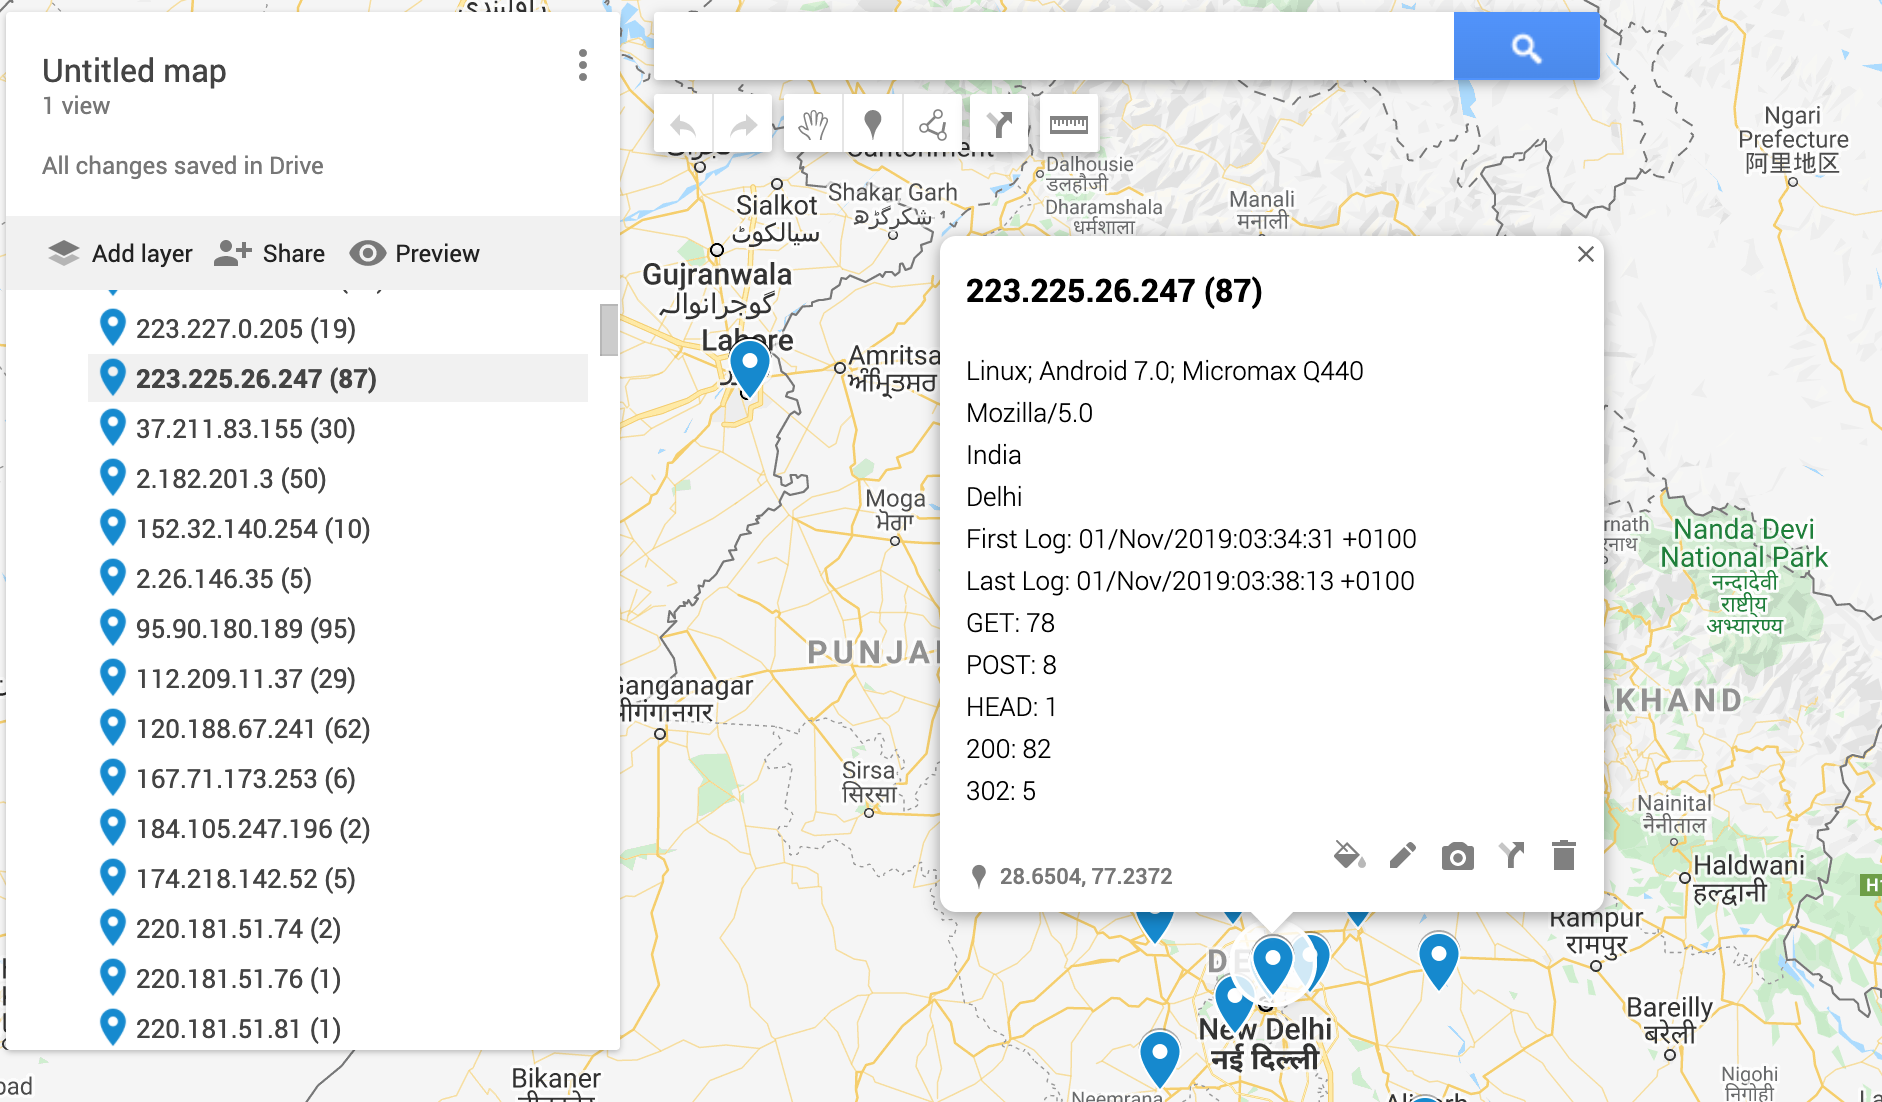 Untitled map
1 view
All changes saved in Drive
Add layer
Share
Preview
223.227.0.205 (19)
223.225.26.247 (87)
37.211.83.155 (30)
2.182.201.3 (50)
152.32.140.254 (10)
2.26.146.35 (5)
95.90.180.189 (95)
112.209.11.37 (29)
120.188.67.241 (62)
167.71.173.253 (6)
184.105.247.196 (2)
174.218.142.52 (5)
220.181.51.74 (2)
220.181.51.76 (1)
220.181.51.81 (1)
223.225.26.247 (87)
Linux; Android 7.0; Micromax Q440
Mozilla/5.0
India
Delhi
First Log: 01/Nov/2019:03:34:31 +0100
Last Log: 01/Nov/2019:03:38:13 +0100
GET: 78
POST: 8
HEAD: 1
200: 82
302: 5
28.6504, 77.2372
Ngari
Prefecture
阿里地区
Dalhousie
डलहौज़ी
Shakar Garh
شکرگڑھ
Sialkot
سیالکوٹ
Dharamshala
धर्मशाला
Manali
मनाली
Gujranwala
گوجرانوالہ
Lahore
Amritsa
ਅੰਮ੍ਰਿਤਸਰ
Moga
ਮੋਗਾ
Nanda Devi
National Park
नन्दादेवी
राष्ट्रीय
अभ्यारण्य
PUNJA
Ganganagar
श्रीगंगानगर
AKHAND
Sirsa
सिरसा
Nainital
नैनीताल
Haldwani
हल्द्वानी
Rampur
रामपुर
New Delhi
नई दिल्ली
Bareilly
बरेली
Bikaner
Neemrana
Nigohi
निगोही